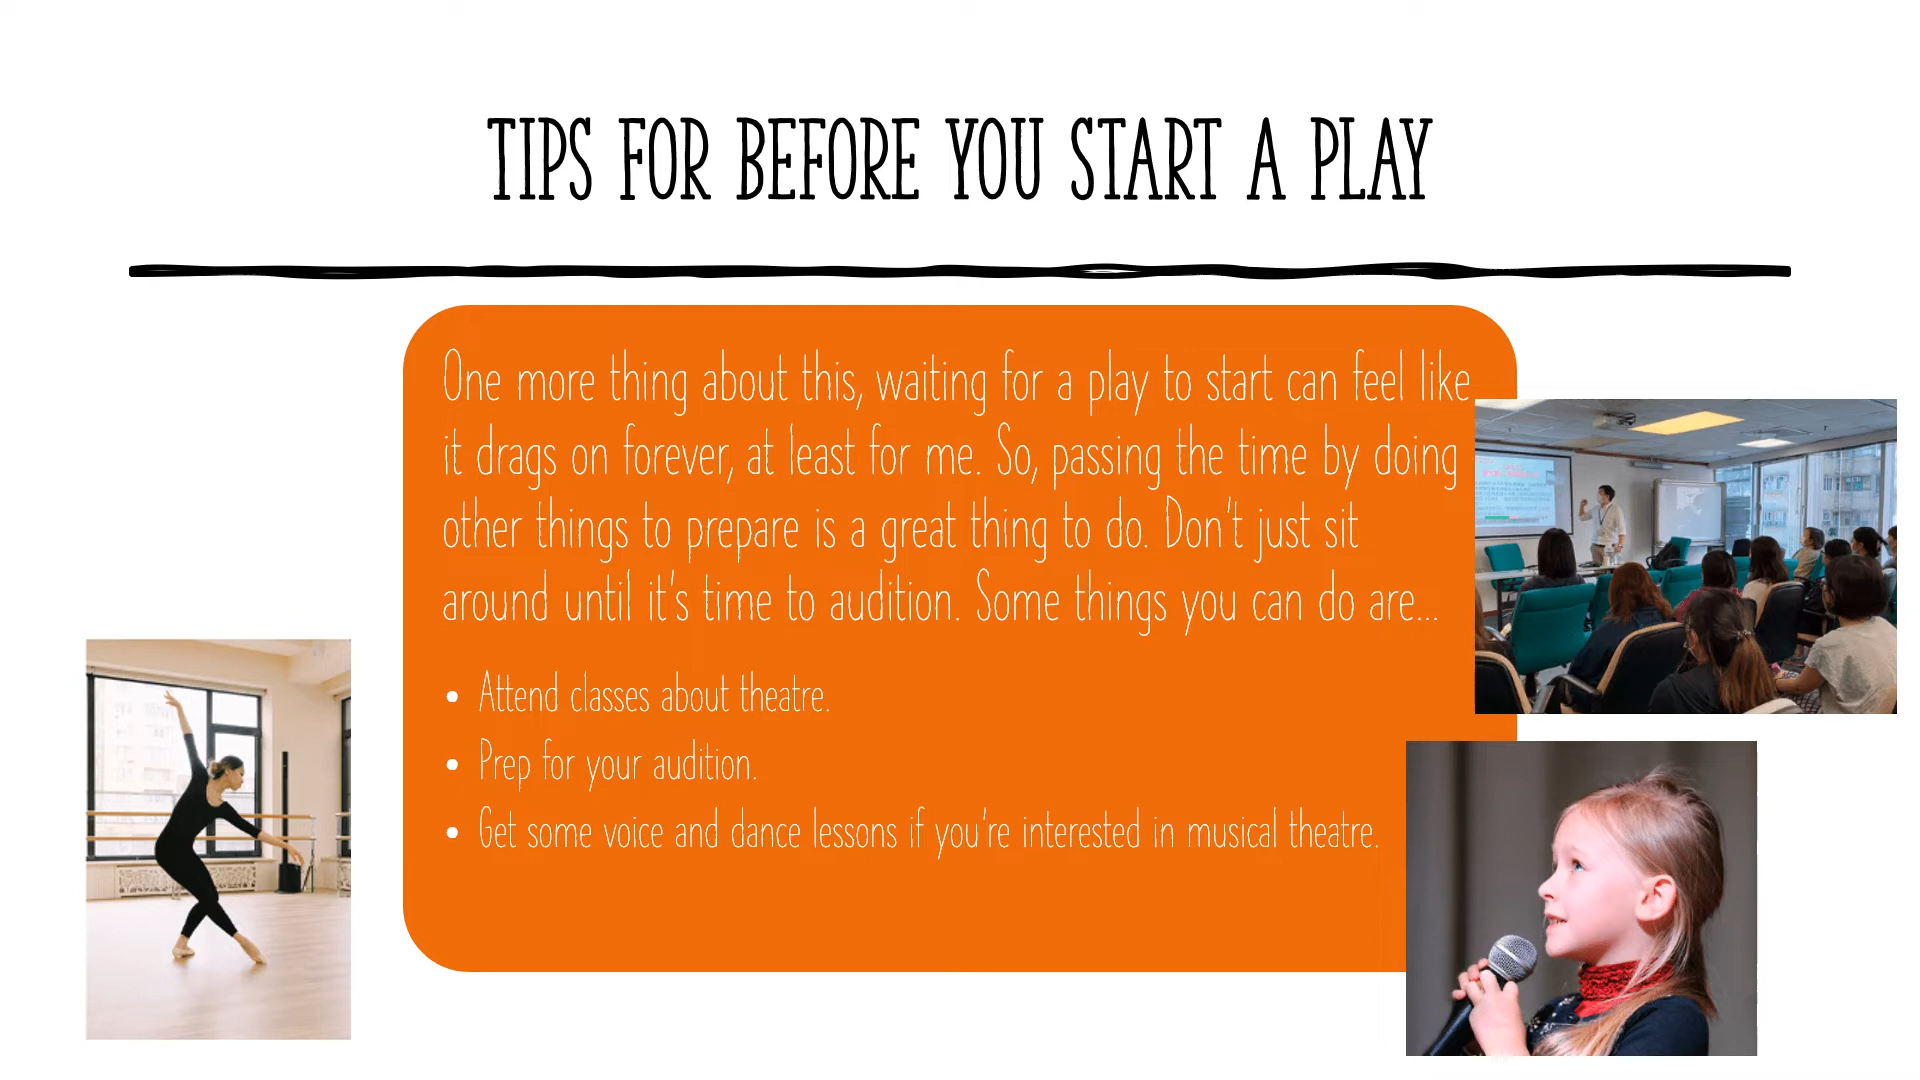 TIPS FOR BEFORE YOU START A PLAY
One more thing about this, waiting for a play to start can feel like
it drags on forever, at least for me. So, passing the time by doing
other things to prepare is a great thing to do. Don't just sit
around until it's time to audition. Some things you can do are...
• Attend classes about theatre.
• Prep for your audition.
• Get some voice and dance lessons if you're interested in musical theatre.